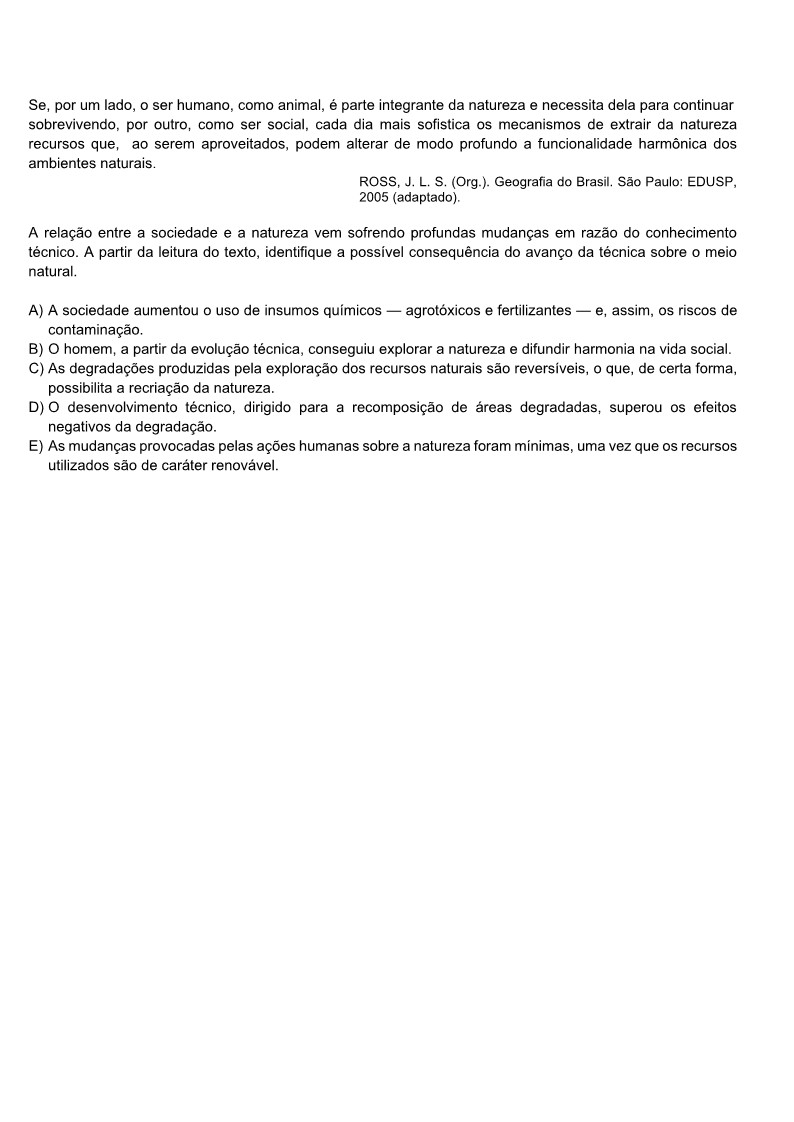 Se, por um lado, o ser humano, como animal, é parte integrante da natureza e necessita dela para continuar
sobrevivendo, por outro, como ser social, cada dia mais sofistica os mecanismos de extrair da natureza
recursos que, ao serem aproveitados, podem alterar de modo profundo a funcionalidade harmônica dos
ambientes naturais.
ROSS, J. L. S. (Org.). Geografia do Brasil. São Paulo: EDUSP,
2005 (adaptado).
A relação entre a sociedade e a natureza vem sofrendo profundas mudanças em razão do conhecimento
técnico. A partir da leitura do texto, identifique a possível consequência do avanço da técnica sobre o meio
natural.
A) A sociedade aumentou o uso de insumos químicos — agrotóxicos e fertilizantes — e, assim, os riscos de
contaminação.
B) O homem, a partir da evolução técnica, conseguiu explorar a natureza e difundir harmonia na vida social.
C) As degradações produzidas pela exploração dos recursos naturais são reversíveis, o que, de certa forma,
possibilita a recriação da natureza.
D) O desenvolvimento técnico, dirigido para a recomposição de áreas degradadas, superou os efeitos
negativos da degradação.
E) As mudanças provocadas pelas ações humanas sobre a natureza foram mínimas, uma vez que os recursos
utilizados são de caráter renovável.